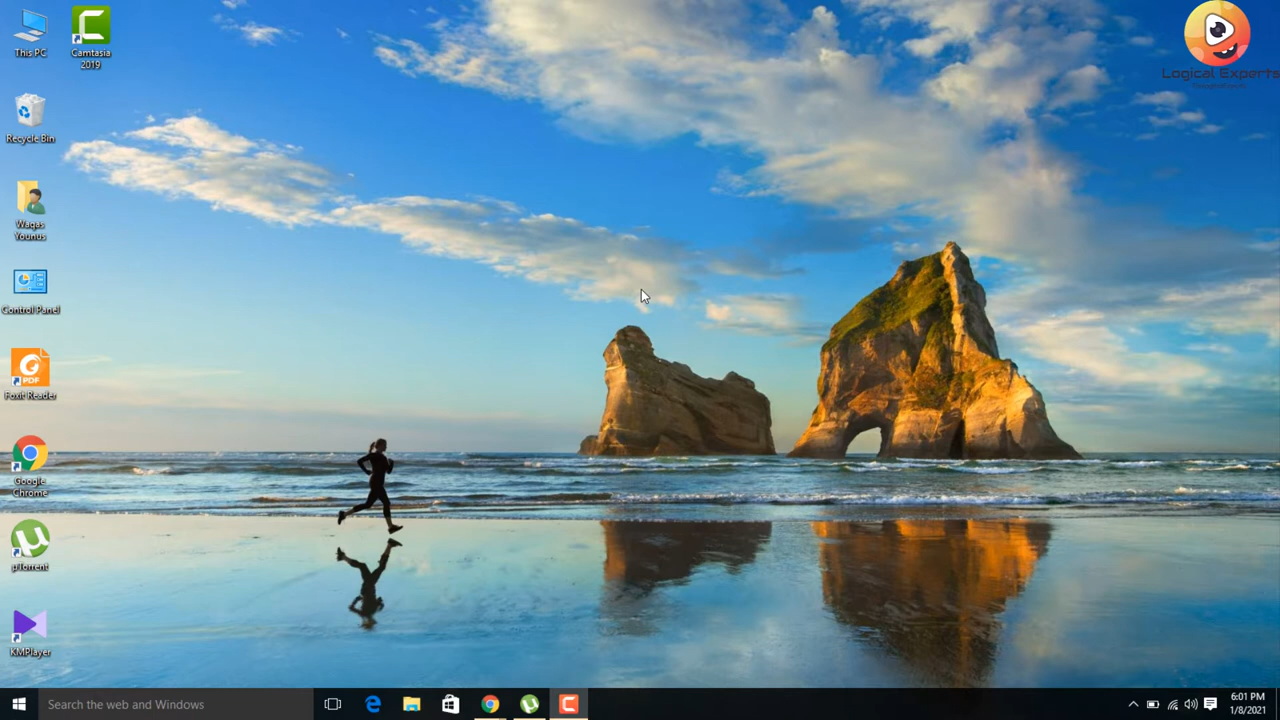 This PC
Camtasia
2019
Recycle Bin
Waqas
Younus
Control Panel
PDF
Foxit Reader
Google
Chrome
µTorrent
KMPlayer
Logical Experts
Search the web and Windows
6:01 PM
1/8/2021